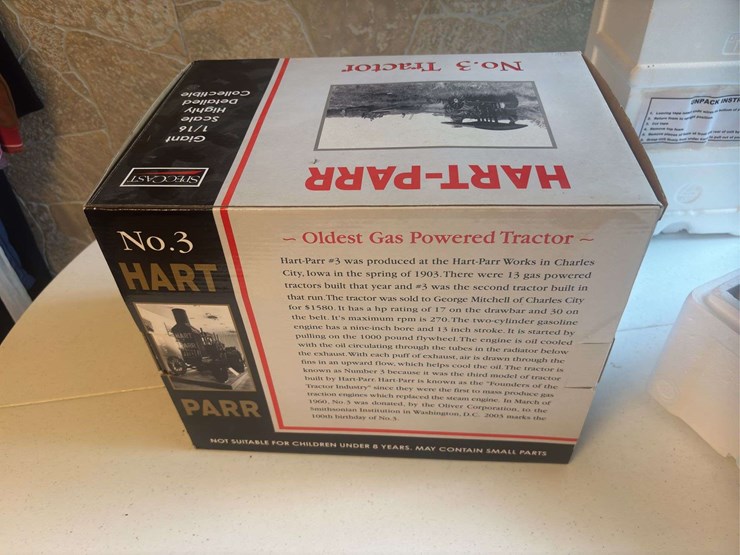 No.3 Tractor
HART-PARR
Giant
1/16
Scale
Highly
Detailed
Collectible
SPECCAST
No.3
HART
PARR
~ Oldest Gas Powered Tractor ~
Hart-Parr #3 was produced at the Hart-Parr Works in Charles
City, Iowa in the spring of 1903. There were 13 gas powered
tractors built that year and #3 was the second tractor built in
that run. The tractor was sold to George Mitchell of Charles City
for $1580. It has a hp rating of 17 on the drawbar and 30 on
the belt. It's maximum rpm is 270. The two-cylinder gasoline
engine has a nine-inch bore and 13 inch stroke. It is started by
pulling on the 1000 pound flywheel. The engine is oil cooled
with the oil circulating through the tubes in the radiator below
the exhaust. With each puff of exhaust, air is drawn through the
fins in an upward flow, which helps cool the oil. The tractor is
known as Number 3 because it was the third model of tractor
built by Hart-Parr. Hart-Parr is known as the "Founders of the
Tractor Industry" since they were the first to mass produce gas
traction engines which replaced the steam engine. In March of
1960, No.3 was donated, by the Oliver Corporation, to the
Smithsonian Institution in Washington, D.C. 2003 marks the
100th birthday of No.3.
NOT SUITABLE FOR CHILDREN UNDER 8 YEARS. MAY CONTAIN SMALL PARTS
UNPACK INSTR